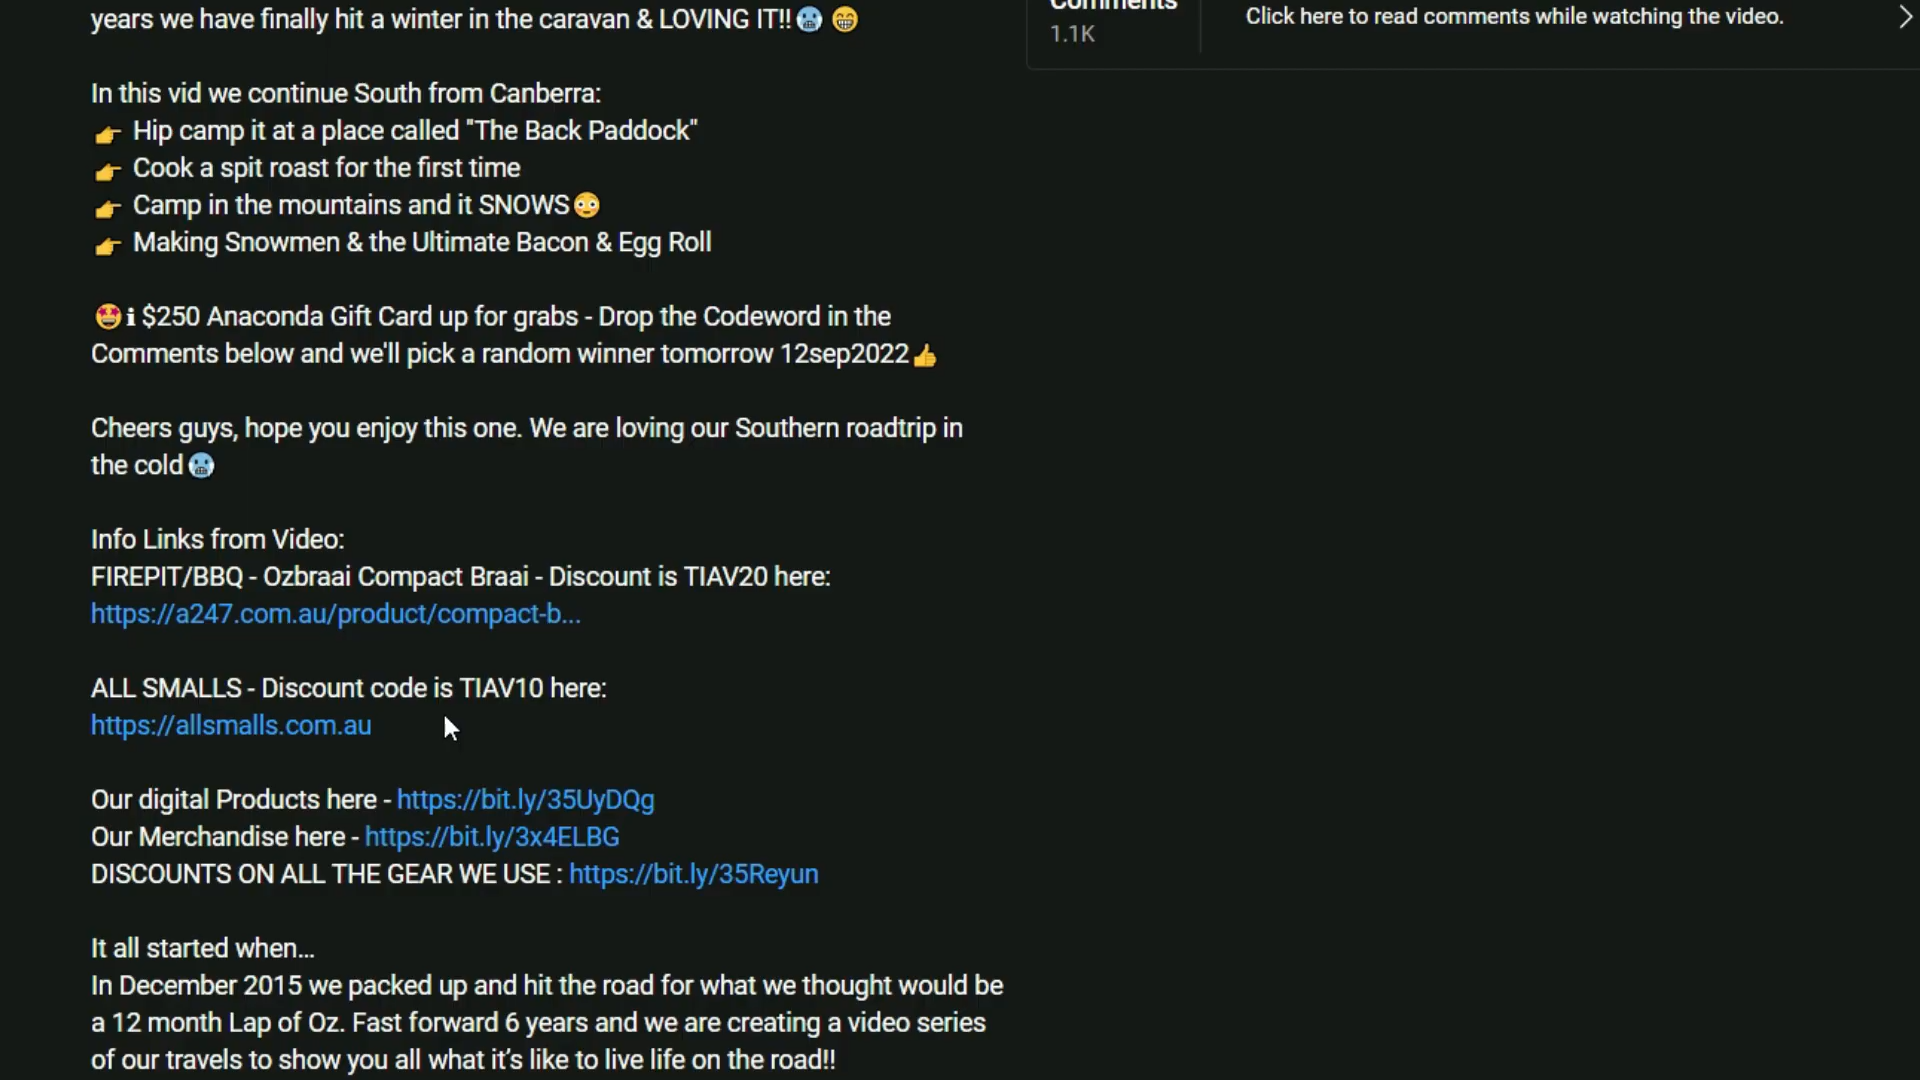 years we have finally hit a winter in the caravan & LOVING IT!!🥶 😁
Comments
1.1K
Click here to read comments while watching the video.
In this vid we continue South from Canberra:
👉 Hip camp it at a place called "The Back Paddock"
👉 Cook a spit roast for the first time
👉 Camp in the mountains and it SNOWS😳
👉 Making Snowmen & the Ultimate Bacon & Egg Roll
🤩ℹ $250 Anaconda Gift Card up for grabs - Drop the Codeword in the
Comments below and we'll pick a random winner tomorrow 12sep2022👍
Cheers guys, hope you enjoy this one. We are loving our Southern roadtrip in
the cold🥶
Info Links from Video:
FIREPIT/BBQ - Ozbraai Compact Braai - Discount is TIAV20 here:
https://a247.com.au/product/compact-b...
ALL SMALLS - Discount code is TIAV10 here:
https://allsmalls.com.au
Our digital Products here - https://bit.ly/35UyDQg
Our Merchandise here - https://bit.ly/3x4ELBG
DISCOUNTS ON ALL THE GEAR WE USE : https://bit.ly/35Reyun
It all started when...
In December 2015 we packed up and hit the road for what we thought would be
a 12 month Lap of Oz. Fast forward 6 years and we are creating a video series
of our travels to show you all what it's like to live life on the road!!